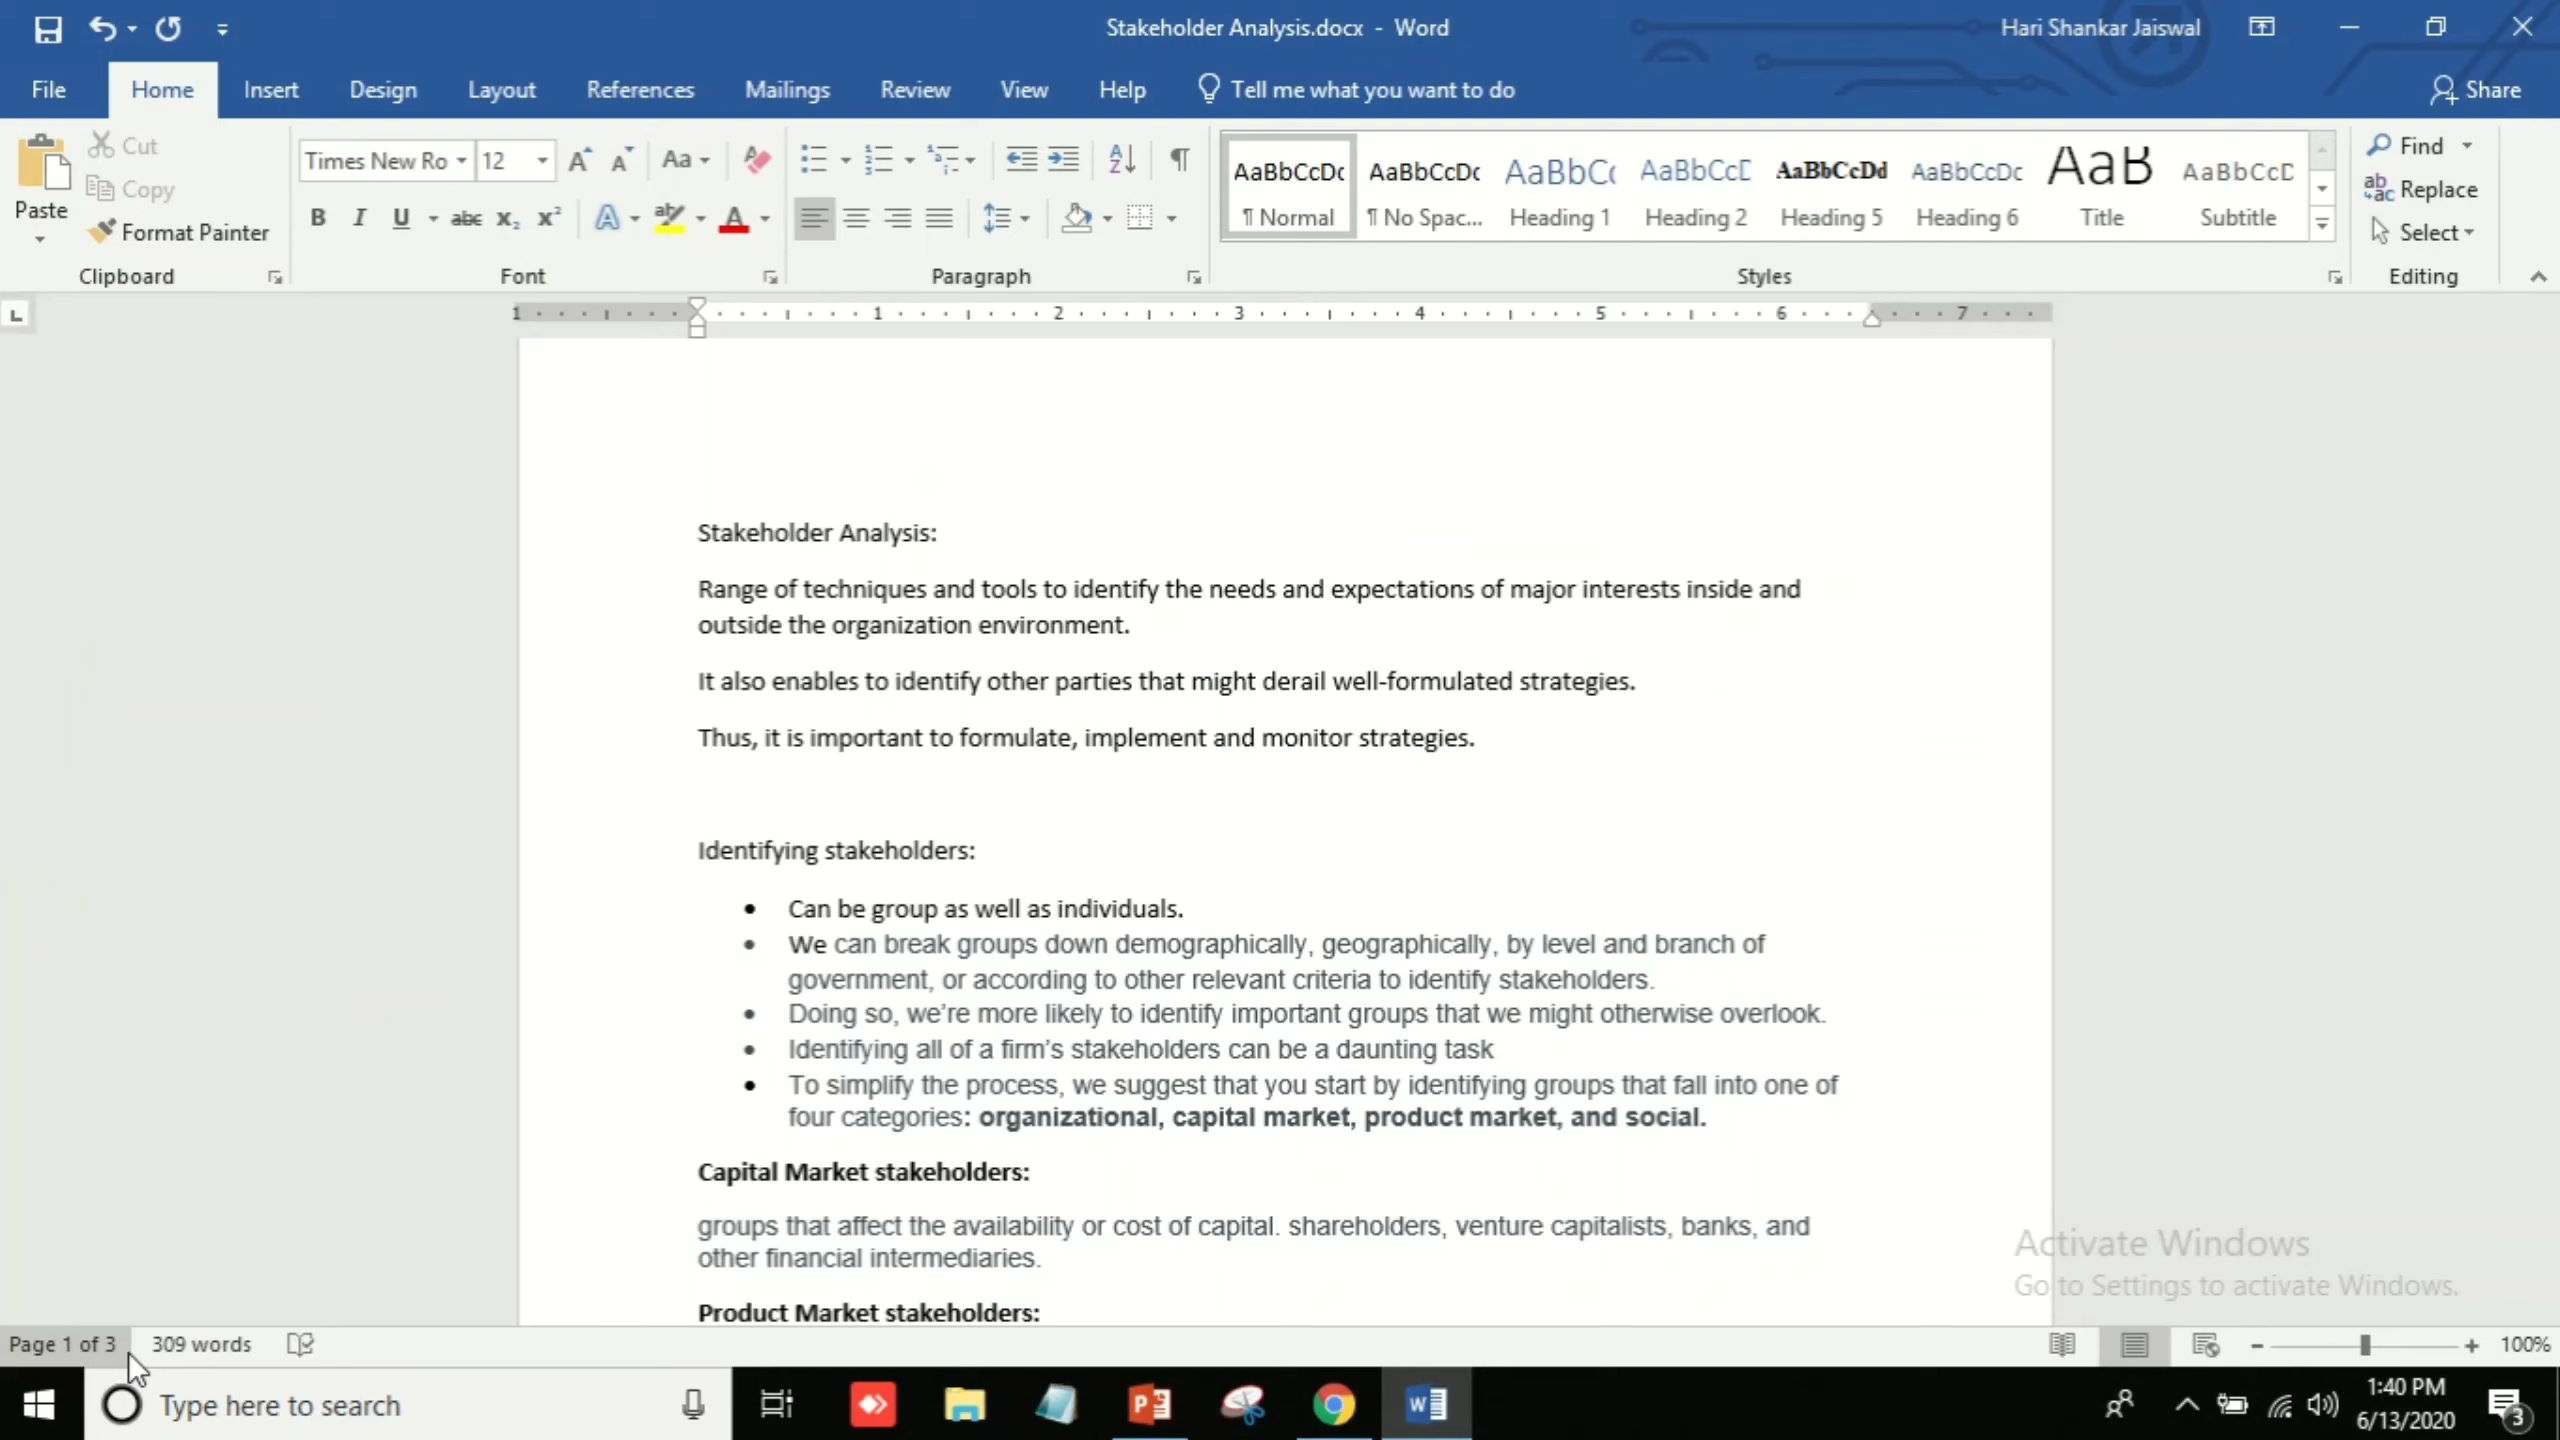 Stakeholder Analysis.docx - Word
Hari Shankar Jaiswal
File Home Insert Design Layout References Mailings Review View Help Tell me what you want to do Share
Paste
Cut
Copy
Format Painter
Clipboard
Times New Ro 12 Aa
B I U abc X₂ X² A ab A
Font
Paragraph
AaBbCcDc AaBbCcDc AaBbCc AaBbCcD AaBbCcDd AaBbCcDc AaB AaBbCcD
¶ Normal ¶ No Spac... Heading 1 Heading 2 Heading 5 Heading 6 Title Subtitle
Styles
Find
Replace
Select
Editing
L 1 1 2 3 4 5 6 7
Stakeholder Analysis:
Range of techniques and tools to identify the needs and expectations of major interests inside and
outside the organization environment.
It also enables to identify other parties that might derail well-formulated strategies.
Thus, it is important to formulate, implement and monitor strategies.
Identifying stakeholders:
• Can be group as well as individuals.
• We can break groups down demographically, geographically, by level and branch of
government, or according to other relevant criteria to identify stakeholders.
• Doing so, we’re more likely to identify important groups that we might otherwise overlook.
• Identifying all of a firm’s stakeholders can be a daunting task
• To simplify the process, we suggest that you start by identifying groups that fall into one of
four categories: organizational, capital market, product market, and social.
Capital Market stakeholders:
groups that affect the availability or cost of capital. shareholders, venture capitalists, banks, and
other financial intermediaries.
Product Market stakeholders:
Activate Windows
Go to Settings to activate Windows.
Page 1 of 3 309 words 100%
Type here to search
1:40 PM
6/13/2020
3